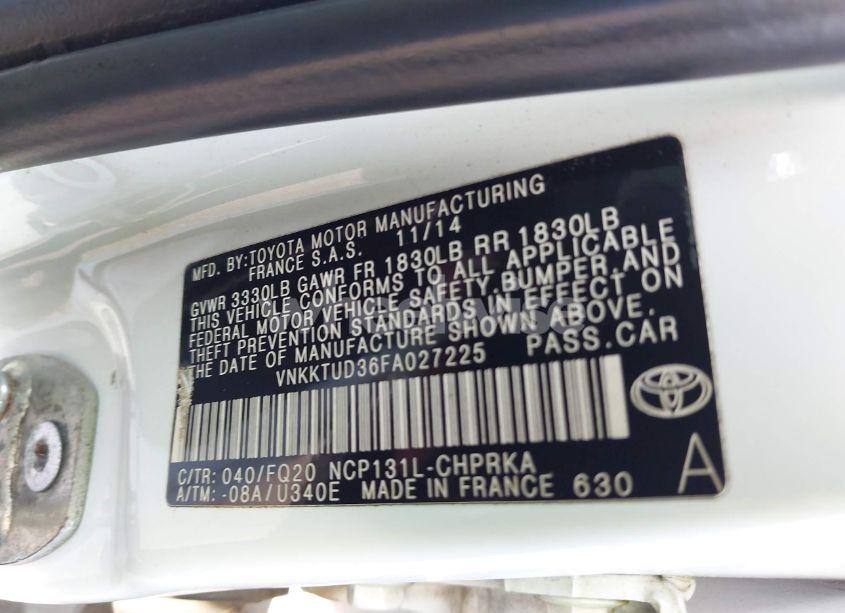 MFD. BY:TOYOTA MOTOR MANUFACTURING
FRANCE S.A.S. 11/14
GVWR 3330LB GAWR FR 1830LB RR 1830LB
THIS VEHICLE CONFORMS TO ALL APPLICABLE
FEDERAL MOTOR VEHICLE SAFETY, BUMPER, AND
THEFT PREVENTION STANDARDS IN EFFECT ON
THE DATE OF MANUFACTURE SHOWN ABOVE.
VNKKTUD36FA027225 PASS.CAR
C/TR: 040/FQ20 NCP131L-CHPRKA
A/TM: -08A/U340E MADE IN FRANCE 630
A